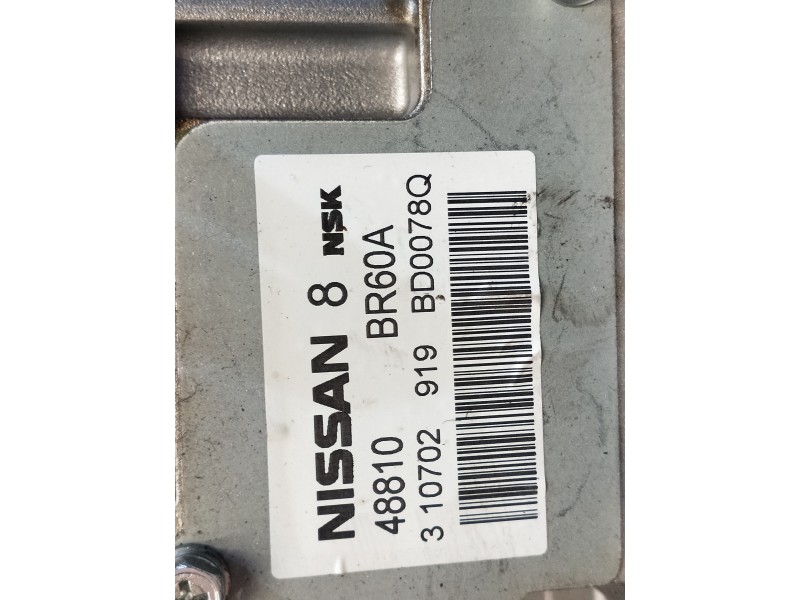 NISSAN 8 NSK
48810 BR60A
3 10702 919 BD0078Q